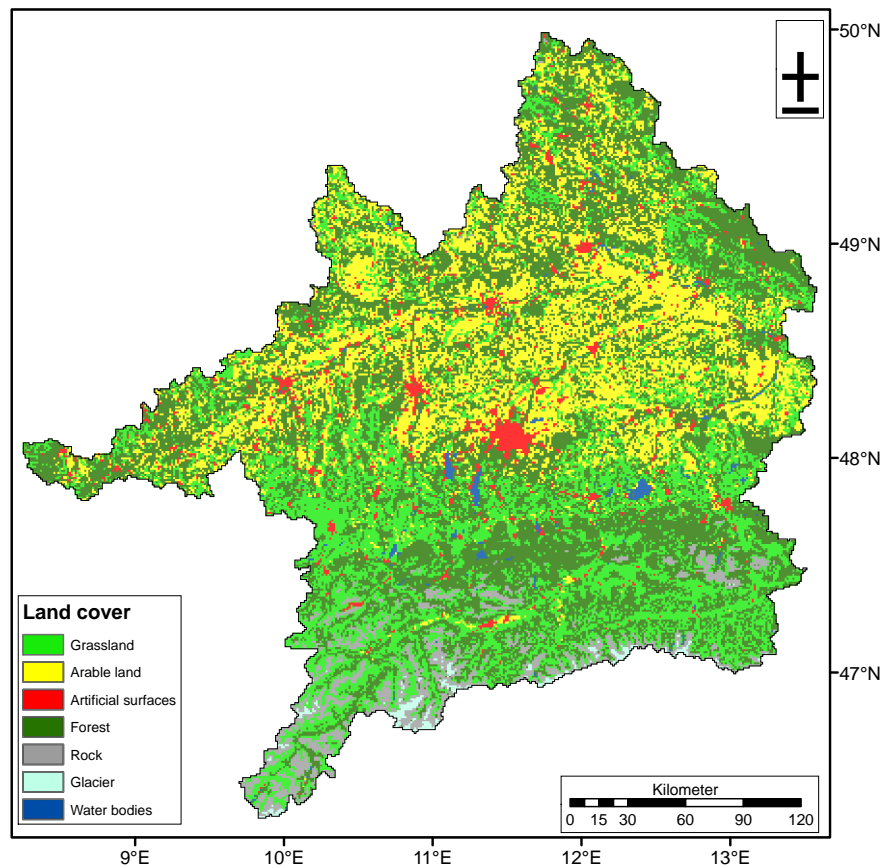 50°N
49°N
48°N
47°N
Land cover
Grassland
Arable land
Artificial surfaces
Forest
Rock
Glacier
Water bodies
Kilometer
0 15 30 60 90 120
9°E 10°E 11°E 12°E 13°E